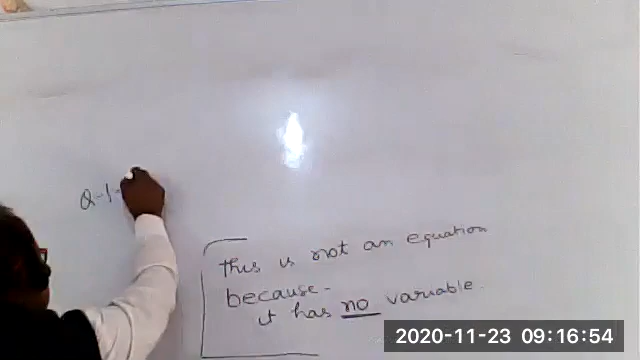 Q-1-
this is not an equation
because-
it has no variable.
2020-11-23 09:16:54